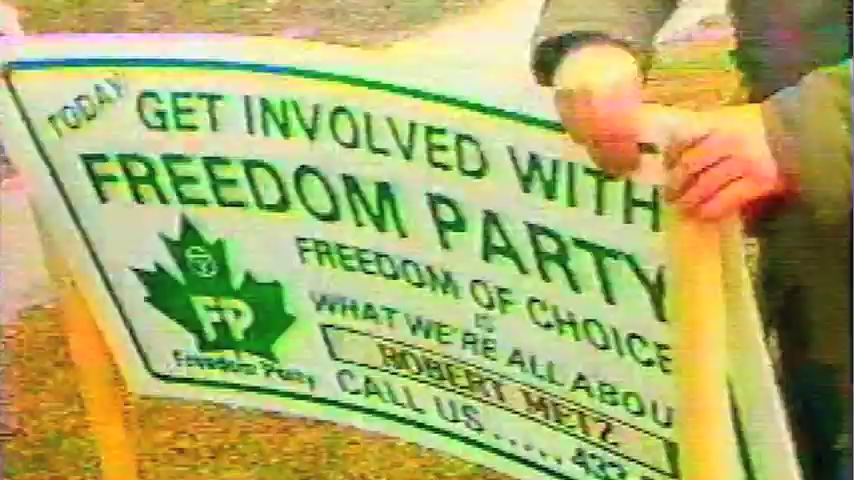 TODAY
GET INVOLVED WITH
FREEDOM PARTY
FREEDOM OF CHOICE
IS
WHAT WE'RE ALL ABOU
ROBERT METZ
CALL US.....433
FP
Freedom Party